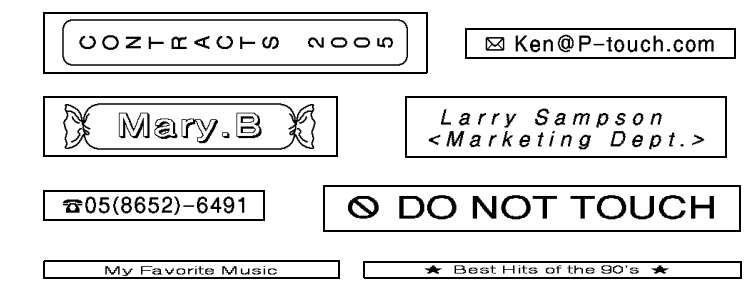 CONTRACTS 2005
✉ Ken@P-touch.com
Mary.B
Larry Sampson
<Marketing Dept.>
☎05(8652)-6491
🛇 DO NOT TOUCH
My Favorite Music
★ Best Hits of the 90's ★